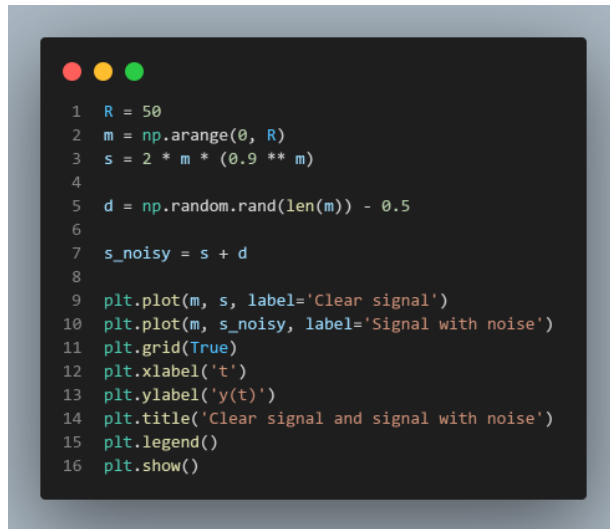 1 R = 50
2 m = np.arange(0, R)
3 s = 2 * m * (0.9 ** m)
4
5 d = np.random.rand(len(m)) - 0.5
6
7 s_noisy = s + d
8
9 plt.plot(m, s, label='Clear signal')
10 plt.plot(m, s_noisy, label='Signal with noise')
11 plt.grid(True)
12 plt.xlabel('t')
13 plt.ylabel('y(t)')
14 plt.title('Clear signal and signal with noise')
15 plt.legend()
16 plt.show()